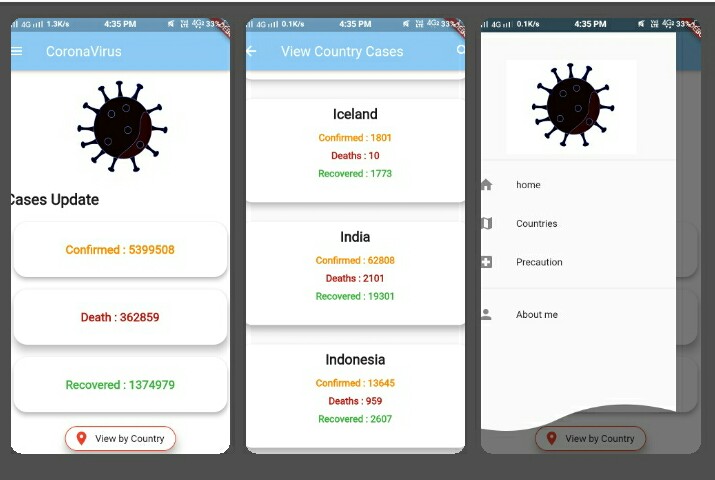 4G 1.3K/s 4:35 PM 4G 33%
CoronaVirus
Cases Update
Confirmed : 5399508
Death : 362859
Recovered : 1374979
View by Country
4G 0.1K/s 4:35 PM 4G 33%
View Country Cases
Iceland
Confirmed : 1801
Deaths : 10
Recovered : 1773
India
Confirmed : 62808
Deaths : 2101
Recovered : 19301
Indonesia
Confirmed : 13645
Deaths : 959
Recovered : 2607
4G 0.1K/s 4:35 PM 4G 33%
home
Countries
Precaution
About me
View by Country